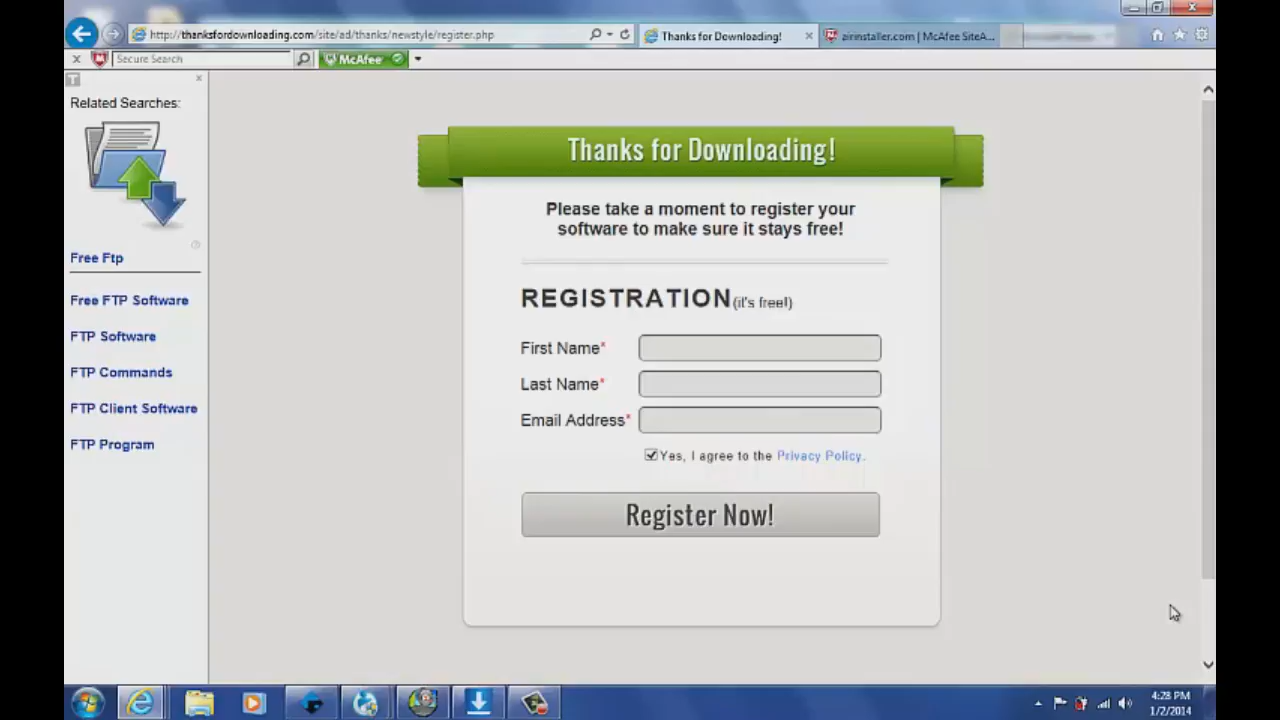 http://thanksfordownloading.com/site/ad/thanks/newstyle/register.php
Thanks for Downloading!
airinstaller.com | McAfee SiteA...
Secure Search
McAfee
T
Related Searches:
Free Ftp
Free FTP Software
FTP Software
FTP Commands
FTP Client Software
FTP Program
Thanks for Downloading!
Please take a moment to register your
software to make sure it stays free!
REGISTRATION (it's free!)
First Name*
Last Name*
Email Address*
Yes, I agree to the Privacy Policy.
Register Now!
4:28 PM
1/2/2014